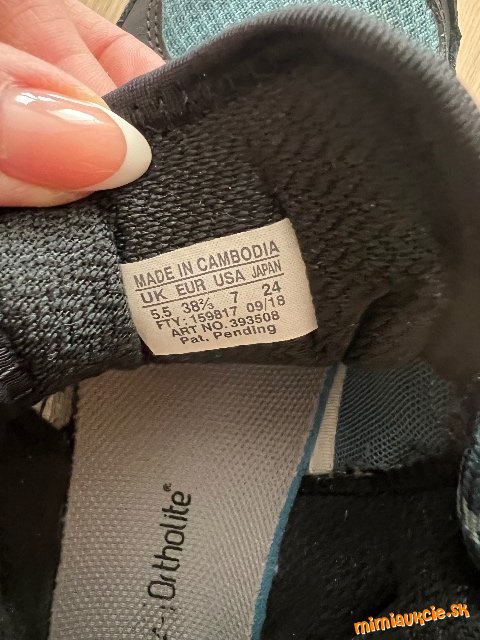 MADE IN CAMBODIA
UK EUR USA JAPAN
5.5 38⅔ 7 24
FTY:159817 09/18
ART NO. 393508
Pat. Pending
Ortholite®
mimiaukcie.sk